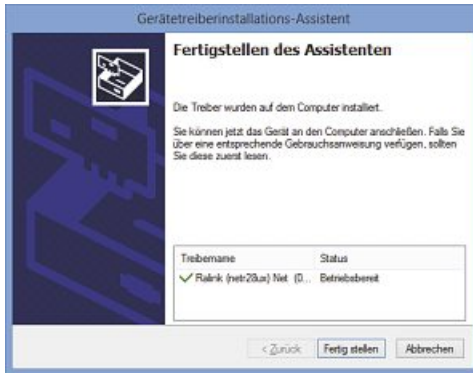 Gerätetreiberinstallations-Assistent
Fertigstellen des Assistenten
Die Treiber wurden auf dem Computer installiert.
Sie können jetzt das Gerät an den Computer anschließen. Falls Sie
über eine entsprechende Gebrauchsanweisung verfügen, sollten
Sie diese zuerst lesen.
Treibername Status
Ralink (netr28ux) Net (0... Betriebsbereit
< Zurück Fertig stellen Abbrechen